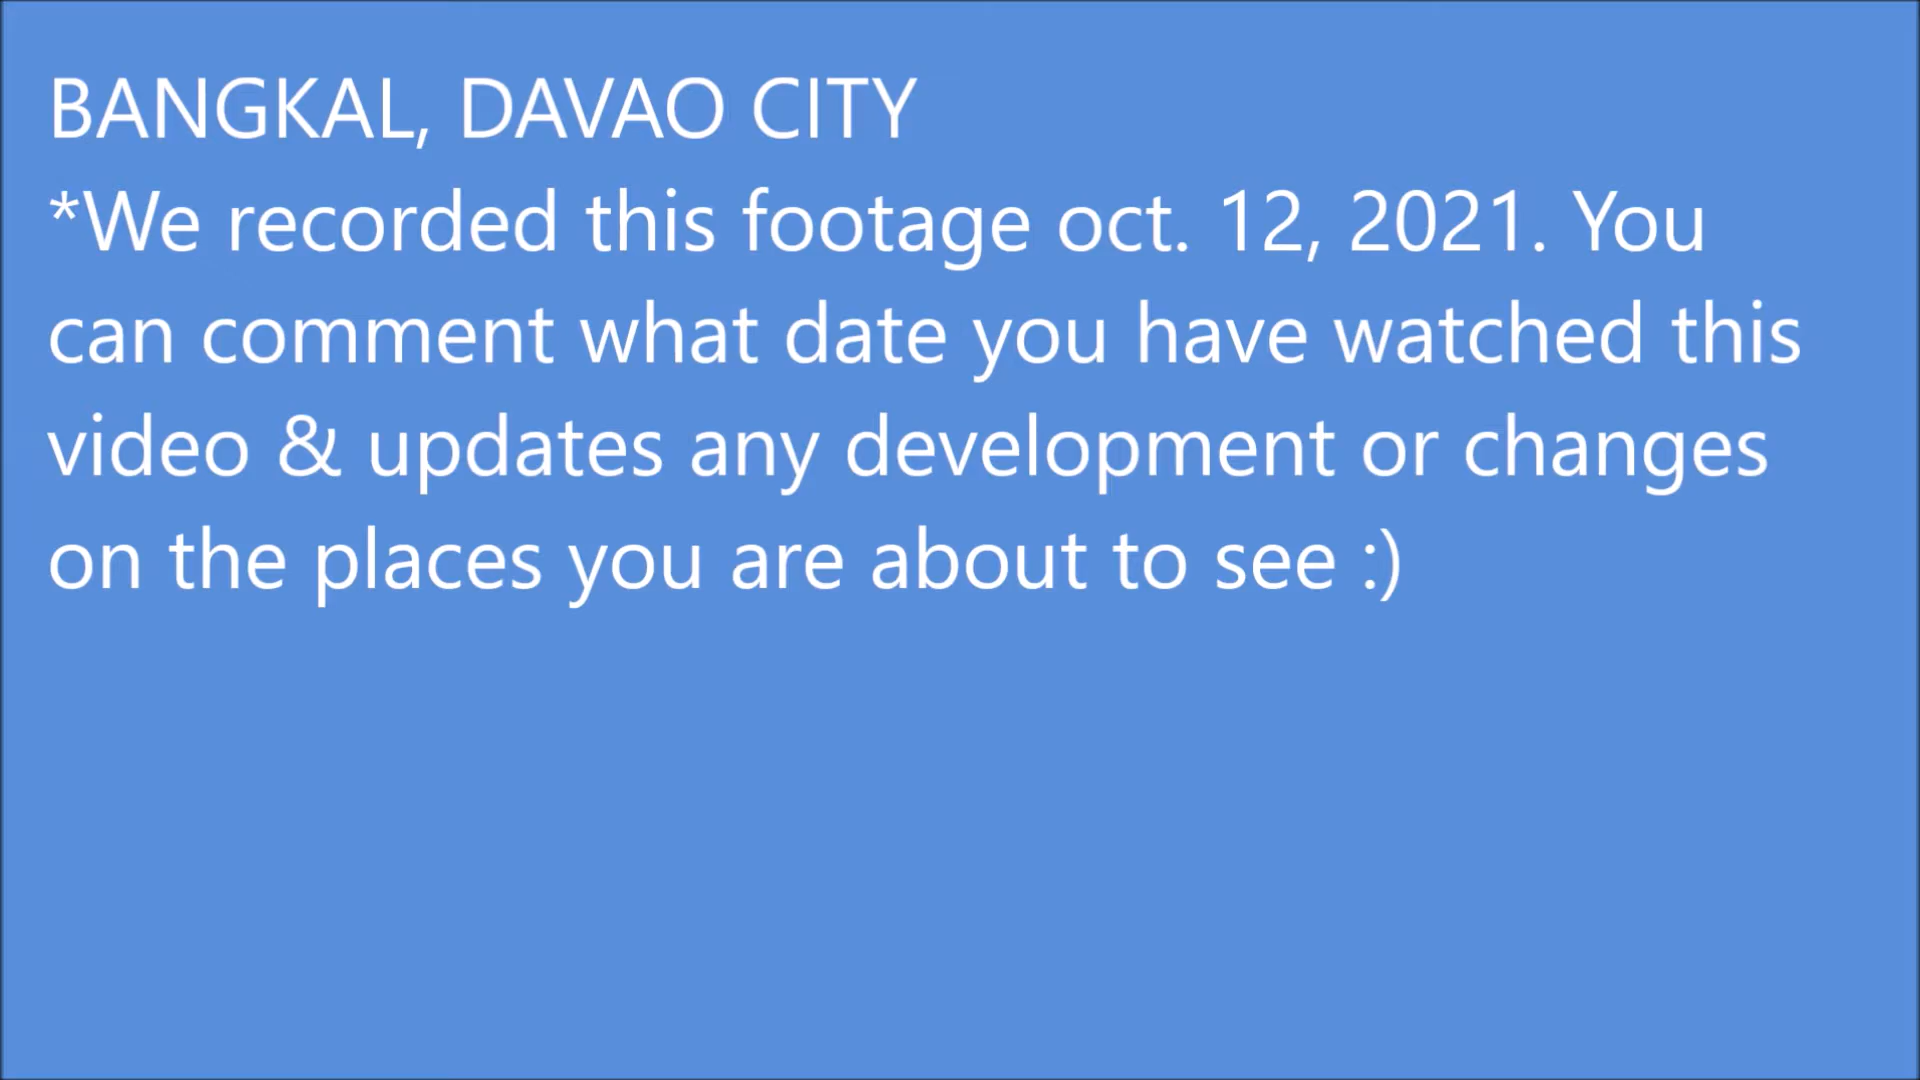 BANGKAL, DAVAO CITY
*We recorded this footage oct. 12, 2021. You
can comment what date you have watched this
video & updates any development or changes
on the places you are about to see :)